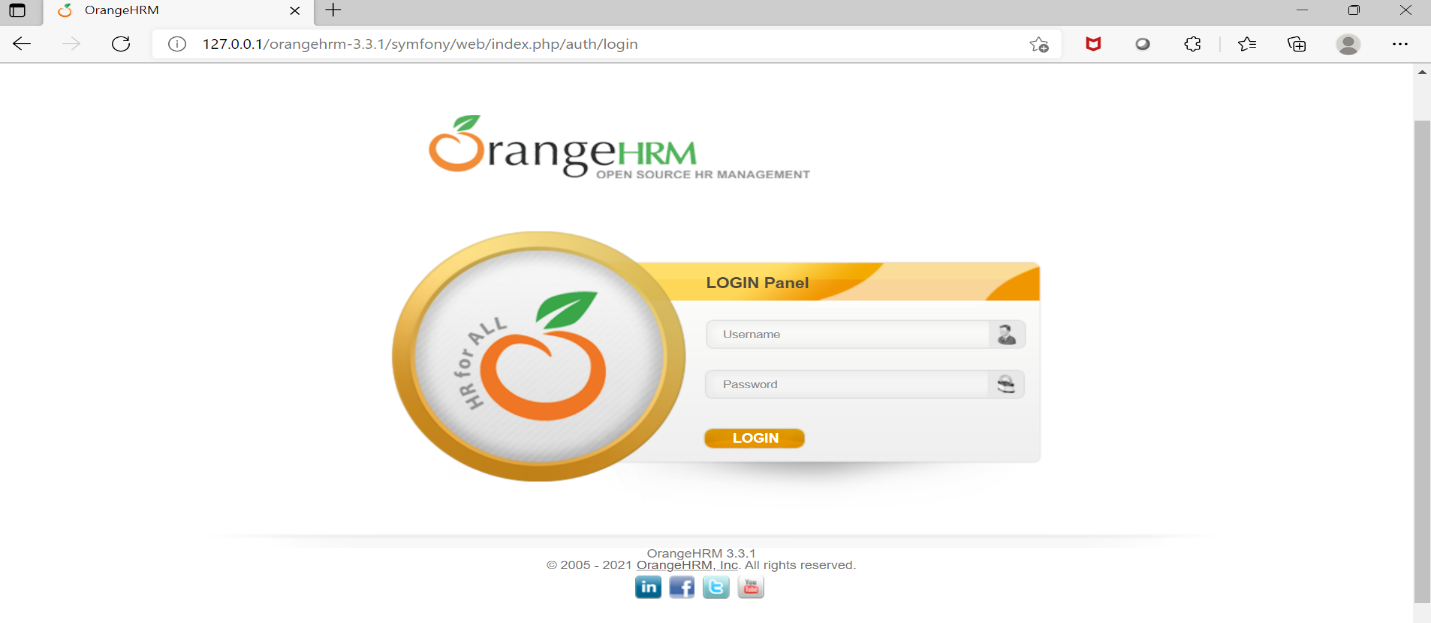 OrangeHRM
127.0.0.1/orangehrm-3.3.1/symfony/web/index.php/auth/login
OrangeHRM
OPEN SOURCE HR MANAGEMENT
HR for ALL
LOGIN Panel
Username
Password
LOGIN
OrangeHRM 3.3.1
© 2005 - 2021 OrangeHRM, Inc. All rights reserved.
in f t You Tube